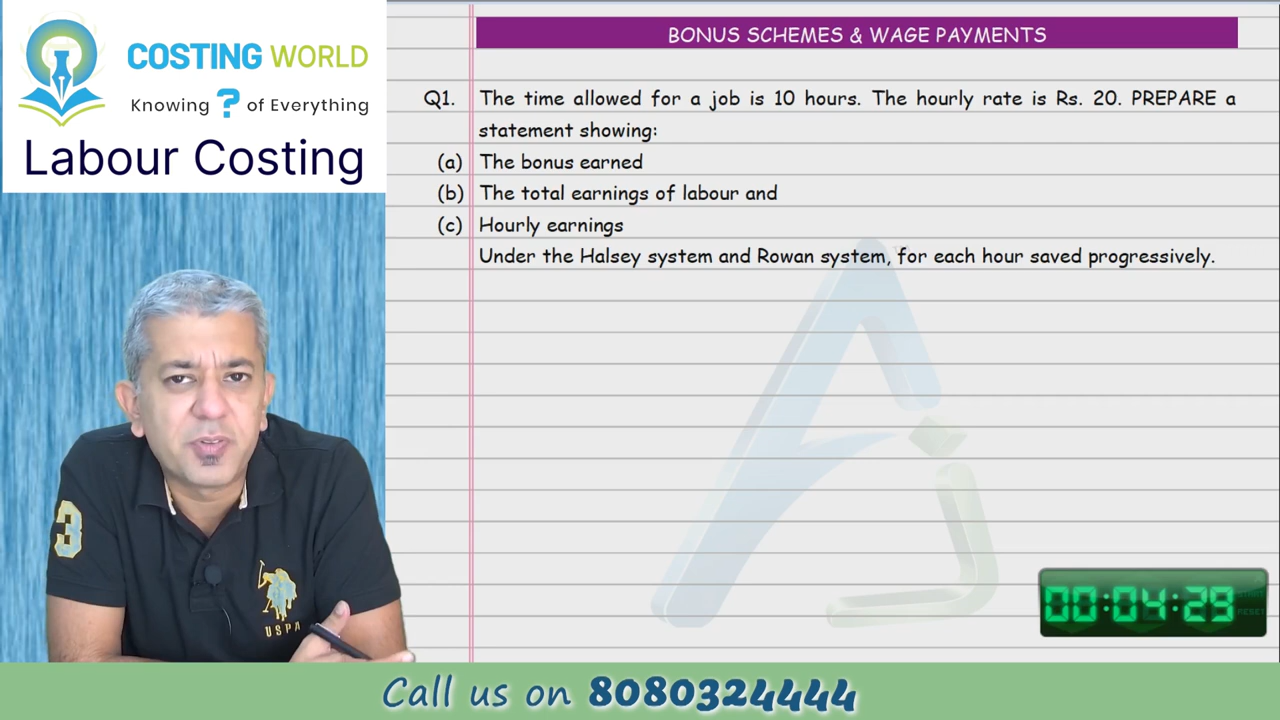 COSTING WORLD
Knowing ? of Everything
Labour Costing
BONUS SCHEMES & WAGE PAYMENTS
Q1. The time allowed for a job is 10 hours. The hourly rate is Rs. 20. PREPARE a
statement showing:
(a) The bonus earned
(b) The total earnings of labour and
(c) Hourly earnings
Under the Halsey system and Rowan system, for each hour saved progressively.
3
USPA
00:04:29
Call us on 8080324444